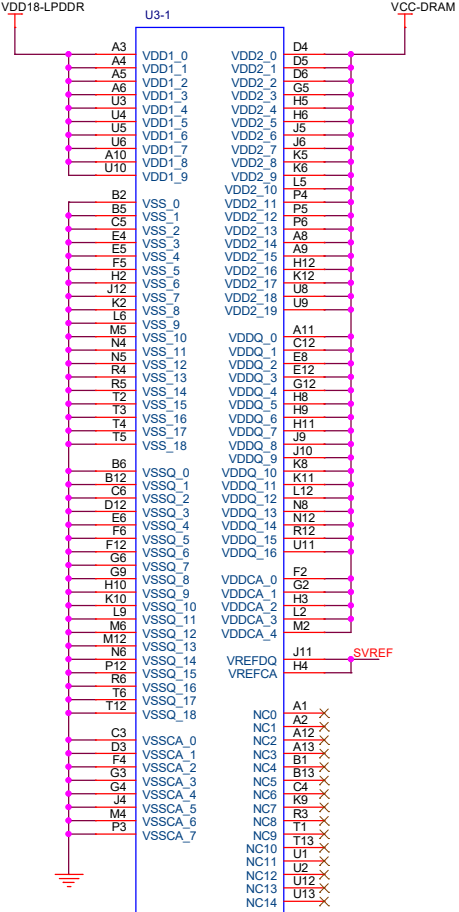 VDD18-LPDDR
U3-1
VCC-DRAM
A3 VDD1_0 VDD2_0 D4
A4 VDD1_1 VDD2_1 D5
A5 VDD1_2 VDD2_2 D6
A6 VDD1_3 VDD2_3 G5
U3 VDD1_4 VDD2_4 H5
U4 VDD1_5 VDD2_5 H6
U5 VDD1_6 VDD2_6 J5
U6 VDD1_7 VDD2_7 J6
A10 VDD1_8 VDD2_8 K5
U10 VDD1_9 VDD2_9 K6
VDD2_10 L5
B2 VSS_0 VDD2_11 P4
B5 VSS_1 VDD2_12 P5
C5 VSS_2 VDD2_13 P6
E4 VSS_3 VDD2_14 A8
E5 VSS_4 VDD2_15 A9
F5 VSS_5 VDD2_16 H12
H2 VSS_6 VDD2_17 K12
J12 VSS_7 VDD2_18 U8
K2 VSS_8 VDD2_19 U9
L6 VSS_9
M5 VSS_10 VDDQ_0 A11
N4 VSS_11 VDDQ_1 C12
N5 VSS_12 VDDQ_2 E8
R4 VSS_13 VDDQ_3 E12
R5 VSS_14 VDDQ_4 G12
T2 VSS_15 VDDQ_5 H8
T3 VSS_16 VDDQ_6 H9
T4 VSS_17 VDDQ_7 H11
T5 VSS_18 VDDQ_8 J9
VDDQ_9 J10
B6 VSSQ_0 VDDQ_10 K8
B12 VSSQ_1 VDDQ_11 K11
C6 VSSQ_2 VDDQ_12 L12
D12 VSSQ_3 VDDQ_13 N8
E6 VSSQ_4 VDDQ_14 N12
F6 VSSQ_5 VDDQ_15 R12
F12 VSSQ_6 VDDQ_16 U11
G6 VSSQ_7
G9 VSSQ_8 VDDCA_0 F2
H10 VSSQ_9 VDDCA_1 G2
K10 VSSQ_10 VDDCA_2 H3
L9 VSSQ_11 VDDCA_3 L2
M6 VSSQ_12 VDDCA_4 M2
M12 VSSQ_13
N6 VSSQ_14 VREFDQ J11 SVREF
P12 VSSQ_15 VREFCA H4
R6 VSSQ_16
T6 VSSQ_17
T12 VSSQ_18 NC0 A1
NC1 A2
C3 VSSCA_0 NC2 A12
D3 VSSCA_1 NC3 A13
F4 VSSCA_2 NC4 B1
G3 VSSCA_3 NC5 B13
G4 VSSCA_4 NC6 C4
J4 VSSCA_5 NC7 K9
M4 VSSCA_6 NC8 R3
P3 VSSCA_7 NC9 T1
NC10 T13
NC11 U1
NC12 U2
NC13 U12
NC14 U13